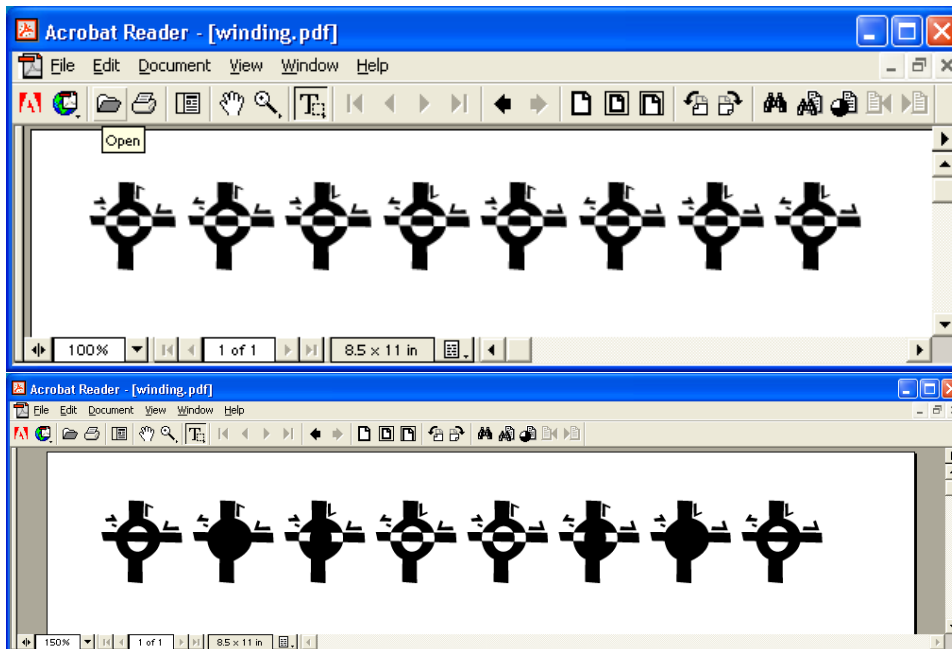 Acrobat Reader - [winding.pdf]
File Edit Document View Window Help
Open
100% 1 of 1 8.5 x 11 in
Acrobat Reader - [winding.pdf]
File Edit Document View Window Help
150% 1 of 1 8.5 x 11 in